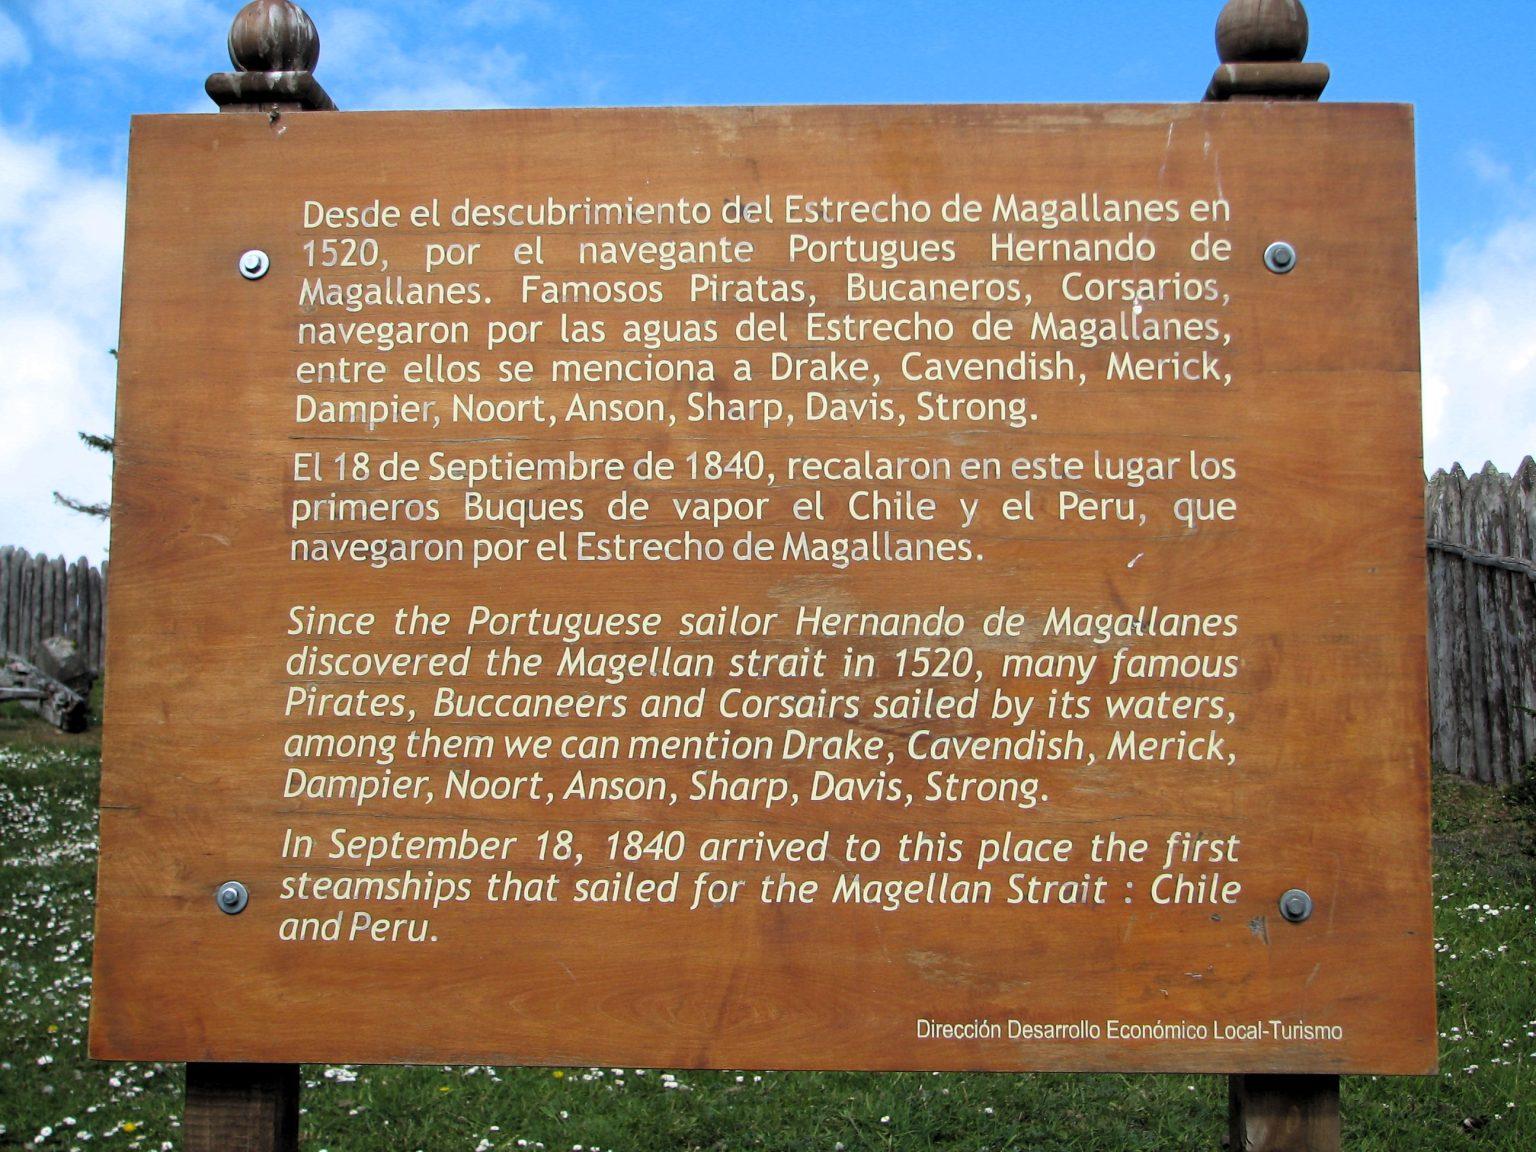 Desde el descubrimiento del Estrecho de Magallanes en
1520, por el navegante Portugues Hernando de
Magallanes. Famosos Piratas, Bucaneros, Corsarios,
navegaron por las aguas del Estrecho de Magallanes,
entre ellos se menciona a Drake, Cavendish, Merick,
Dampier, Noort, Anson, Sharp, Davis, Strong.
El 18 de Septiembre de 1840, recalaron en este lugar los
primeros Buques de vapor el Chile y el Peru, que
navegaron por el Estrecho de Magallanes.
Since the Portuguese sailor Hernando de Magallanes
discovered the Magellan strait in 1520, many famous
Pirates, Buccaneers and Corsairs sailed by its waters,
among them we can mention Drake, Cavendish, Merick,
Dampier, Noort, Anson, Sharp, Davis, Strong.
In September 18, 1840 arrived to this place the first
steamships that sailed for the Magellan Strait : Chile
and Peru.
Dirección Desarrollo Económico Local-Turismo